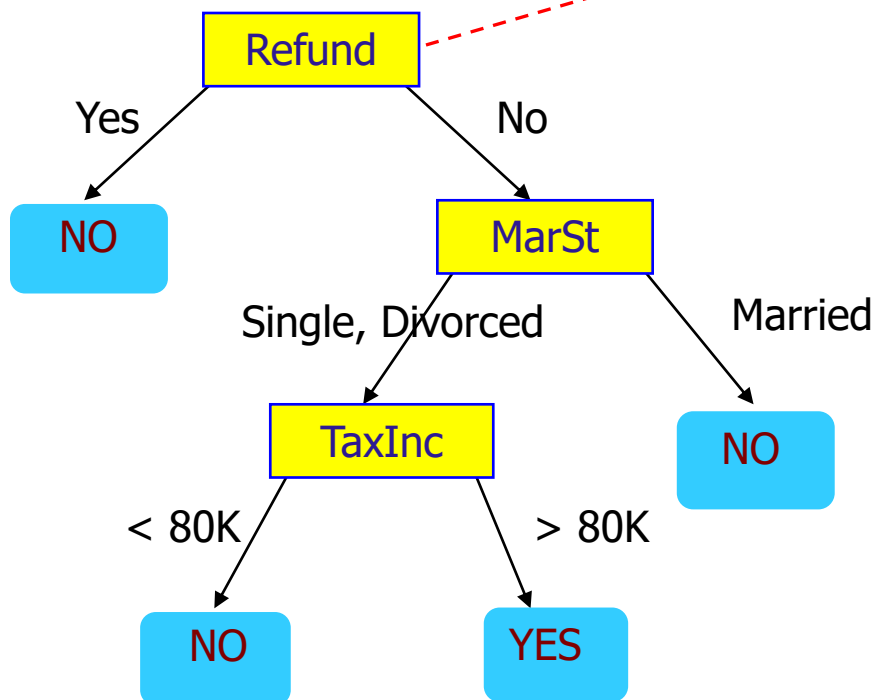 Refund
Yes
No
NO
MarSt
Single, Divorced
Married
TaxInc
NO
< 80K
> 80K
NO
YES